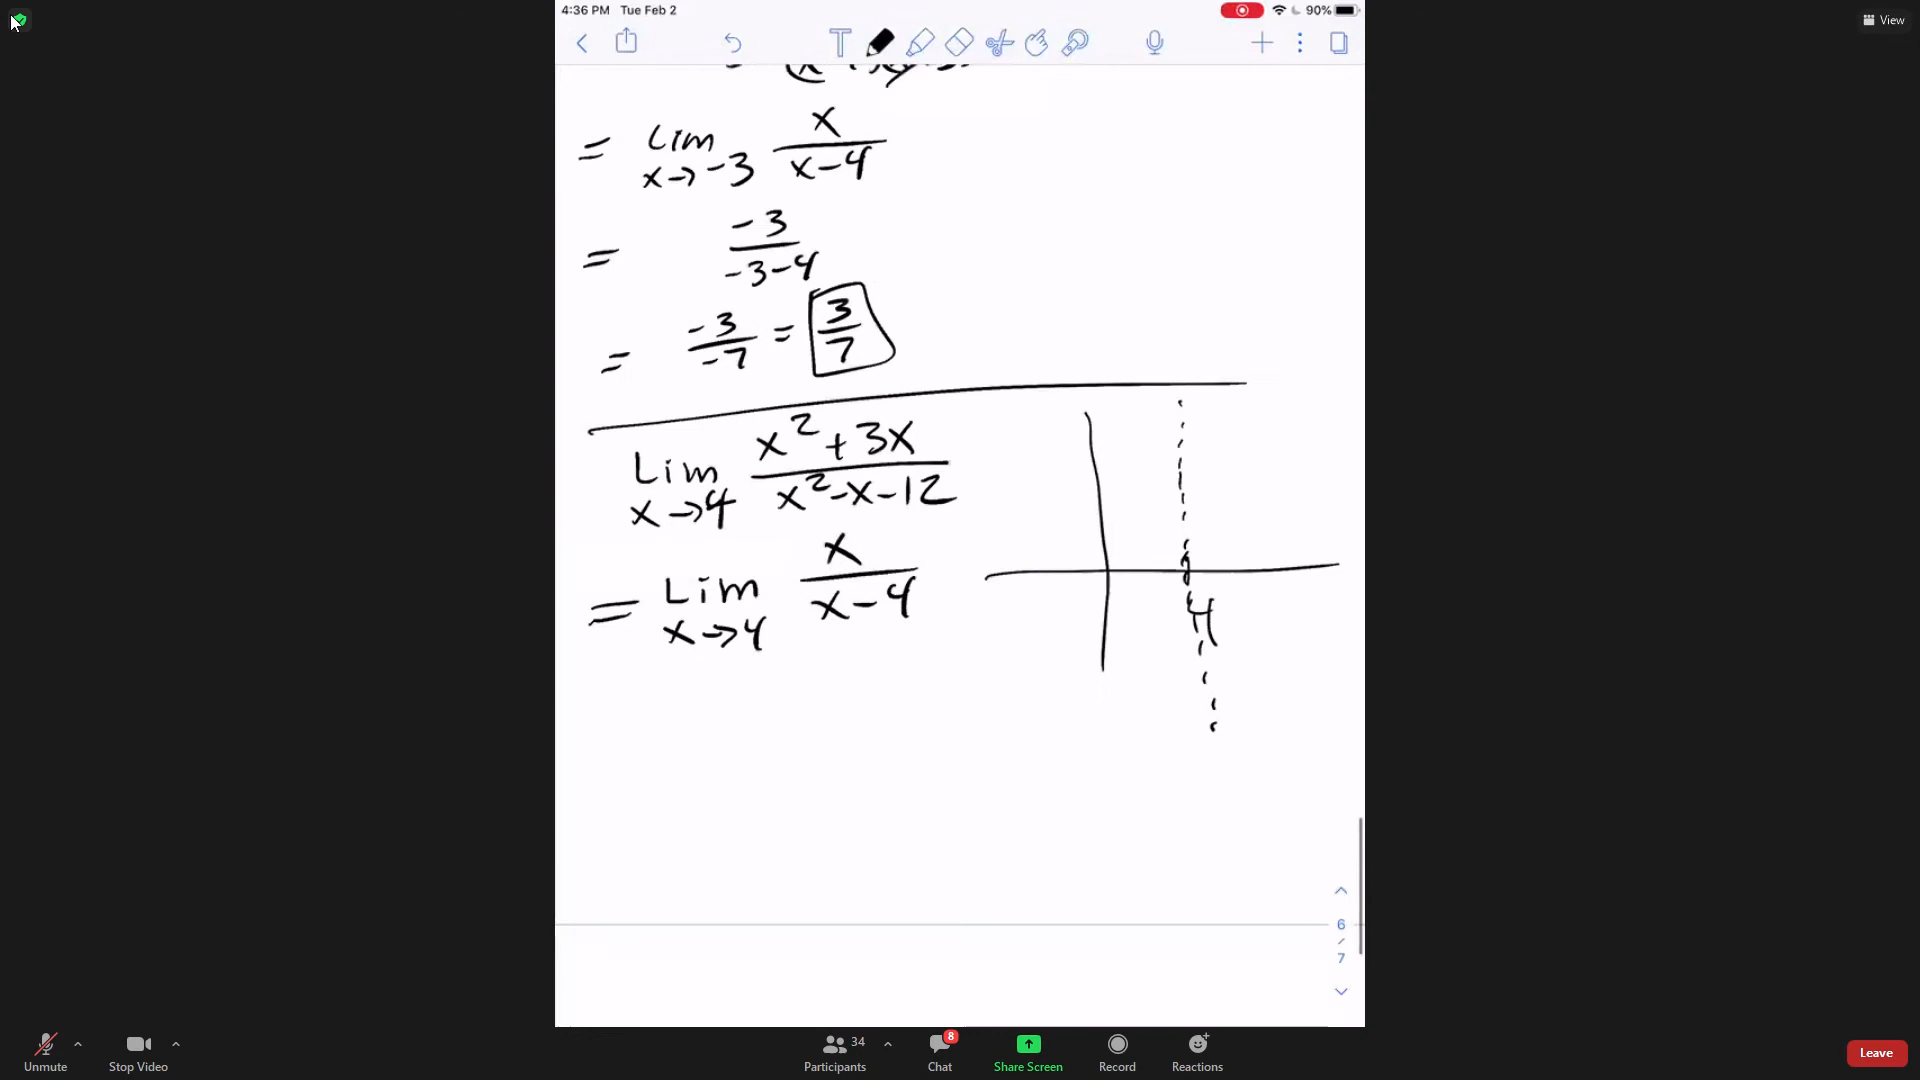 View
4:36 PM Tue Feb 2
90%
= Lim x→-3 x/(x-4)
= -3/(-3-4)
= -3/-7 = 3/7
Lim x→4 (x²+3x)/(x²-x-12)
= Lim x→4 x/(x-4)
4
6
7
Unmute
Stop Video
34
Participants
8
Chat
Share Screen
Record
Reactions
Leave